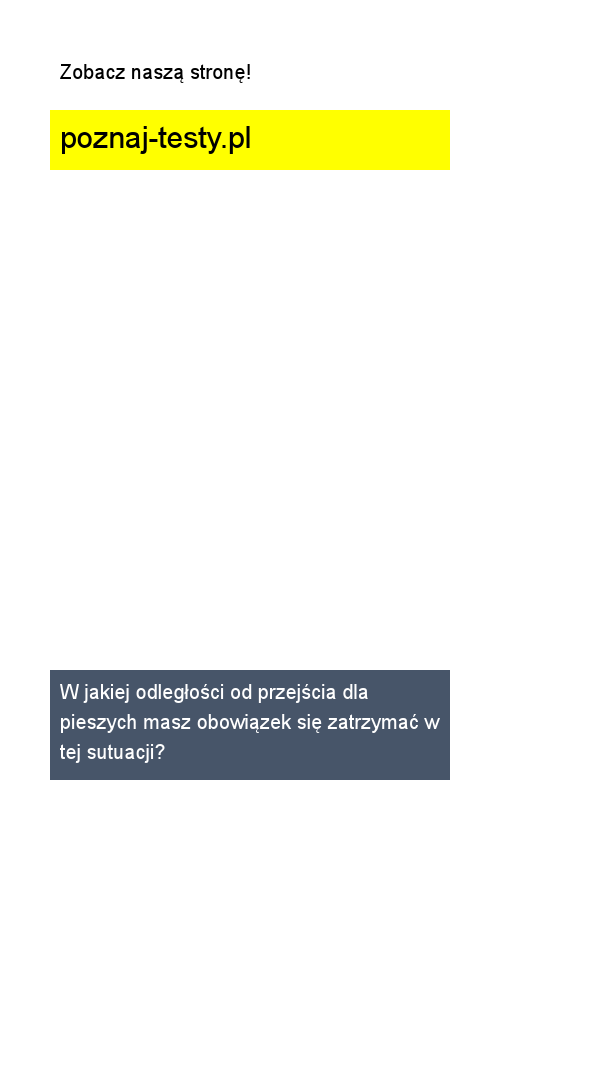 Zobacz naszą stronę!
poznaj-testy.pl
W jakiej odległości od przejścia dla
pieszych masz obowiązek się zatrzymać w
tej sutuacji?